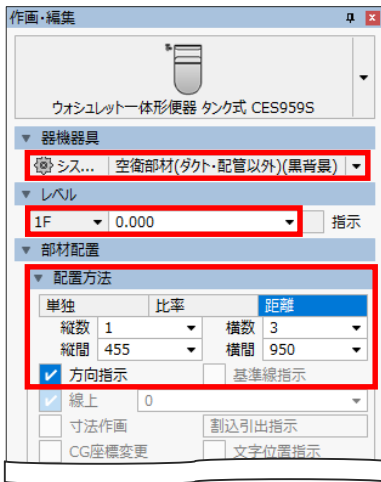 作画・編集
ウォシュレット一体形便器 タンク式 CES959S
器機器具
シス... 空衛部材(ダクト・配管以外)(黒背景)
レベル
1F 0.000 指示
部材配置
配置方法
単独 比率 距離
縦数 1 横数 3
縦間 455 横間 950
方向指示 基準線指示
線上 0
寸法作画 割込引出指示
CG座標変更 文字位置指示